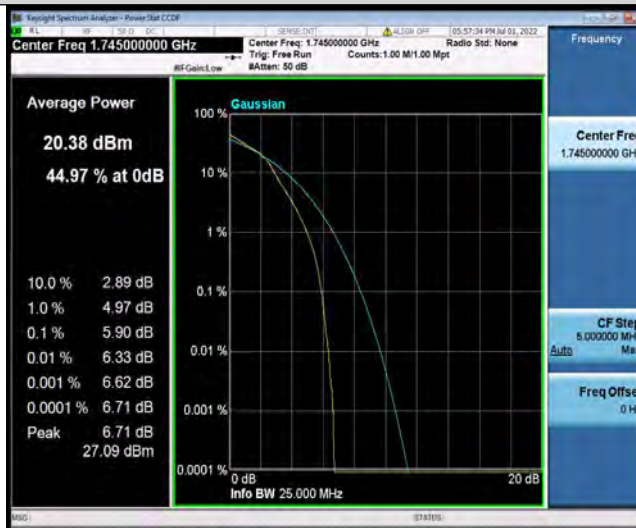 Keysight Spectrum Analyzer - Power Stat CCDF
RL RF 50 Ω DC SENSE:INT ALIGN OFF 05:57:34 PM Jul 01, 2022
Center Freq 1.745000000 GHz
Center Freq: 1.745000000 GHz
Radio Std: None
Trig: Free Run
Counts:1.00 M/1.00 Mpt
#IFGain:Low
#Atten: 50 dB
Frequency
Average Power
20.38 dBm
44.97 % at 0dB
10.0 % 2.89 dB
1.0 % 4.97 dB
0.1 % 5.90 dB
0.01 % 6.33 dB
0.001 % 6.62 dB
0.0001 % 6.71 dB
Peak 6.71 dB
27.09 dBm
Gaussian
100 %
10 %
1 %
0.1 %
0.01 %
0.001 %
0.0001 %
0 dB
20 dB
Info BW 25.000 MHz
Center Fre
1.745000000 GH
CF Ste
5.000000 MH
Auto Ma
Freq Offse
0 H
MSG
STATUS